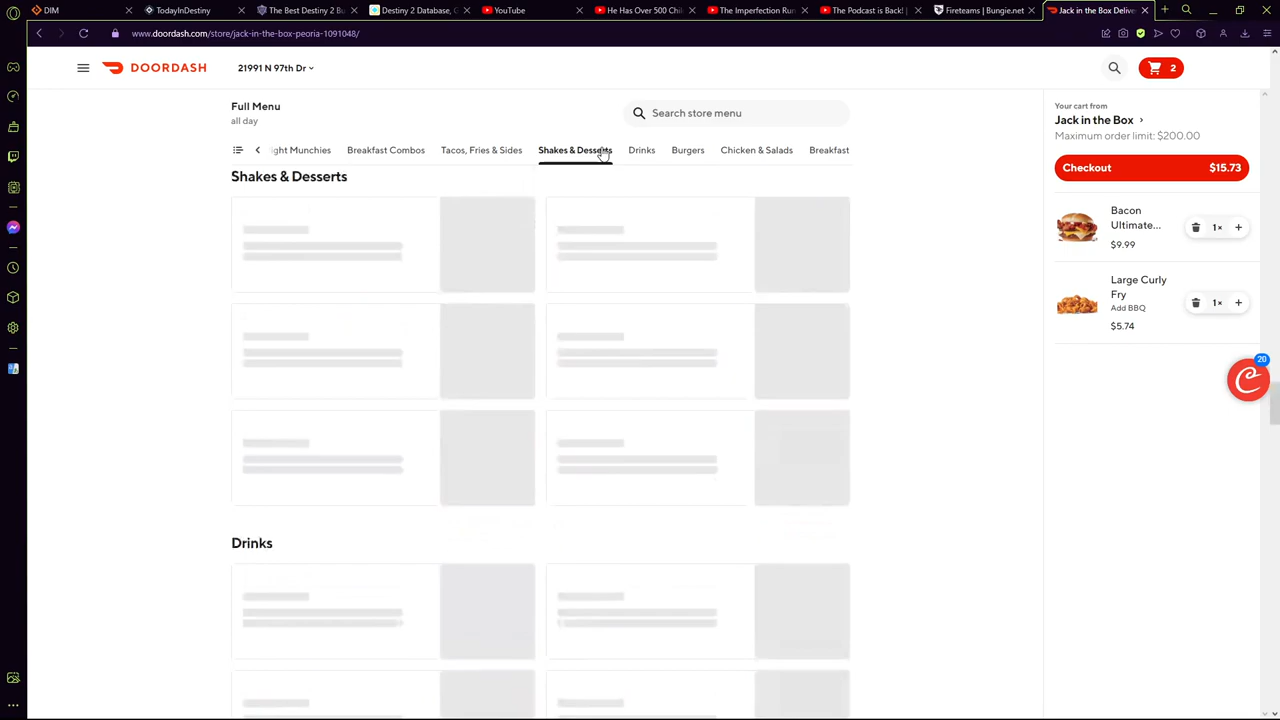 DIM
TodayInDestiny
The Best Destiny 2 Bu
Destiny 2 Database, G
YouTube
He Has Over 500 Chil
The Imperfection Run
The Podcast is Back! |
Fireteams | Bungie.net
Jack in the Box Deliver
www.doordash.com/store/jack-in-the-box-peoria-1091048/
DOORDASH
21991 N 97th Dr
2
Full Menu
all day
Search store menu
ight Munchies
Breakfast Combos
Tacos, Fries & Sides
Shakes & Desserts
Drinks
Burgers
Chicken & Salads
Breakfast
Shakes & Desserts
Drinks
Your cart from
Jack in the Box
Maximum order limit: $200.00
Checkout $15.73
Bacon
Ultimate...
$9.99
1×
Large Curly
Fry
Add BBQ
$5.74
1×
20